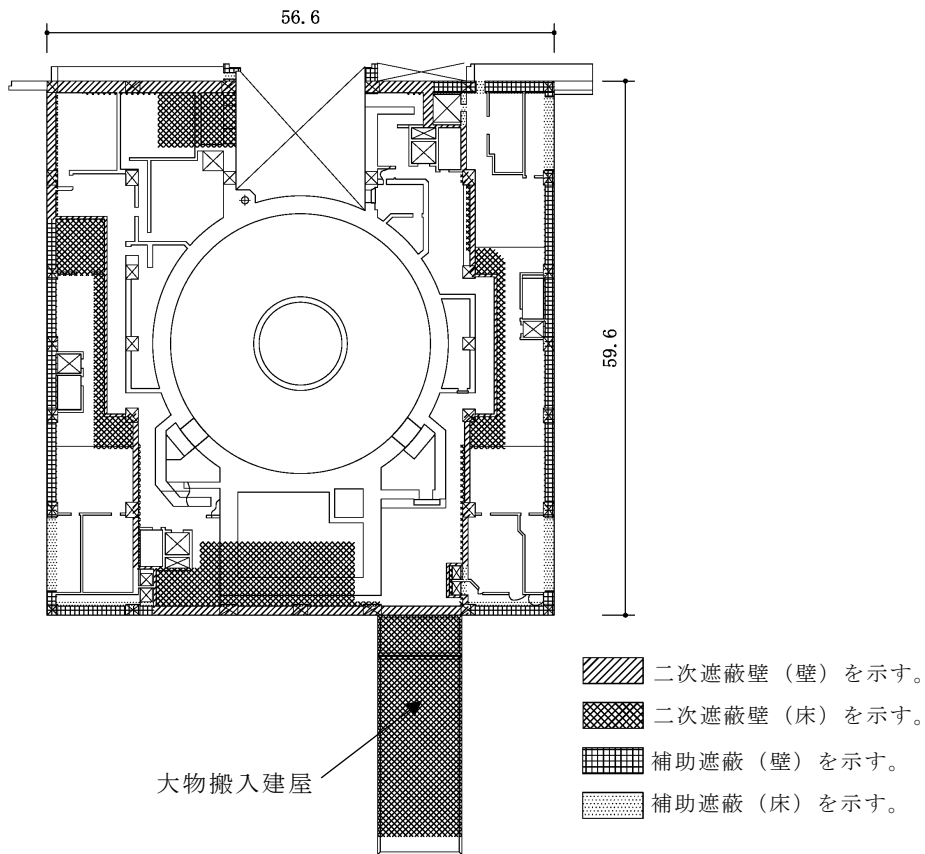 56.6
59.6
二次遮蔽壁（壁）を示す。
二次遮蔽壁（床）を示す。
補助遮蔽（壁）を示す。
補助遮蔽（床）を示す。
大物搬入建屋